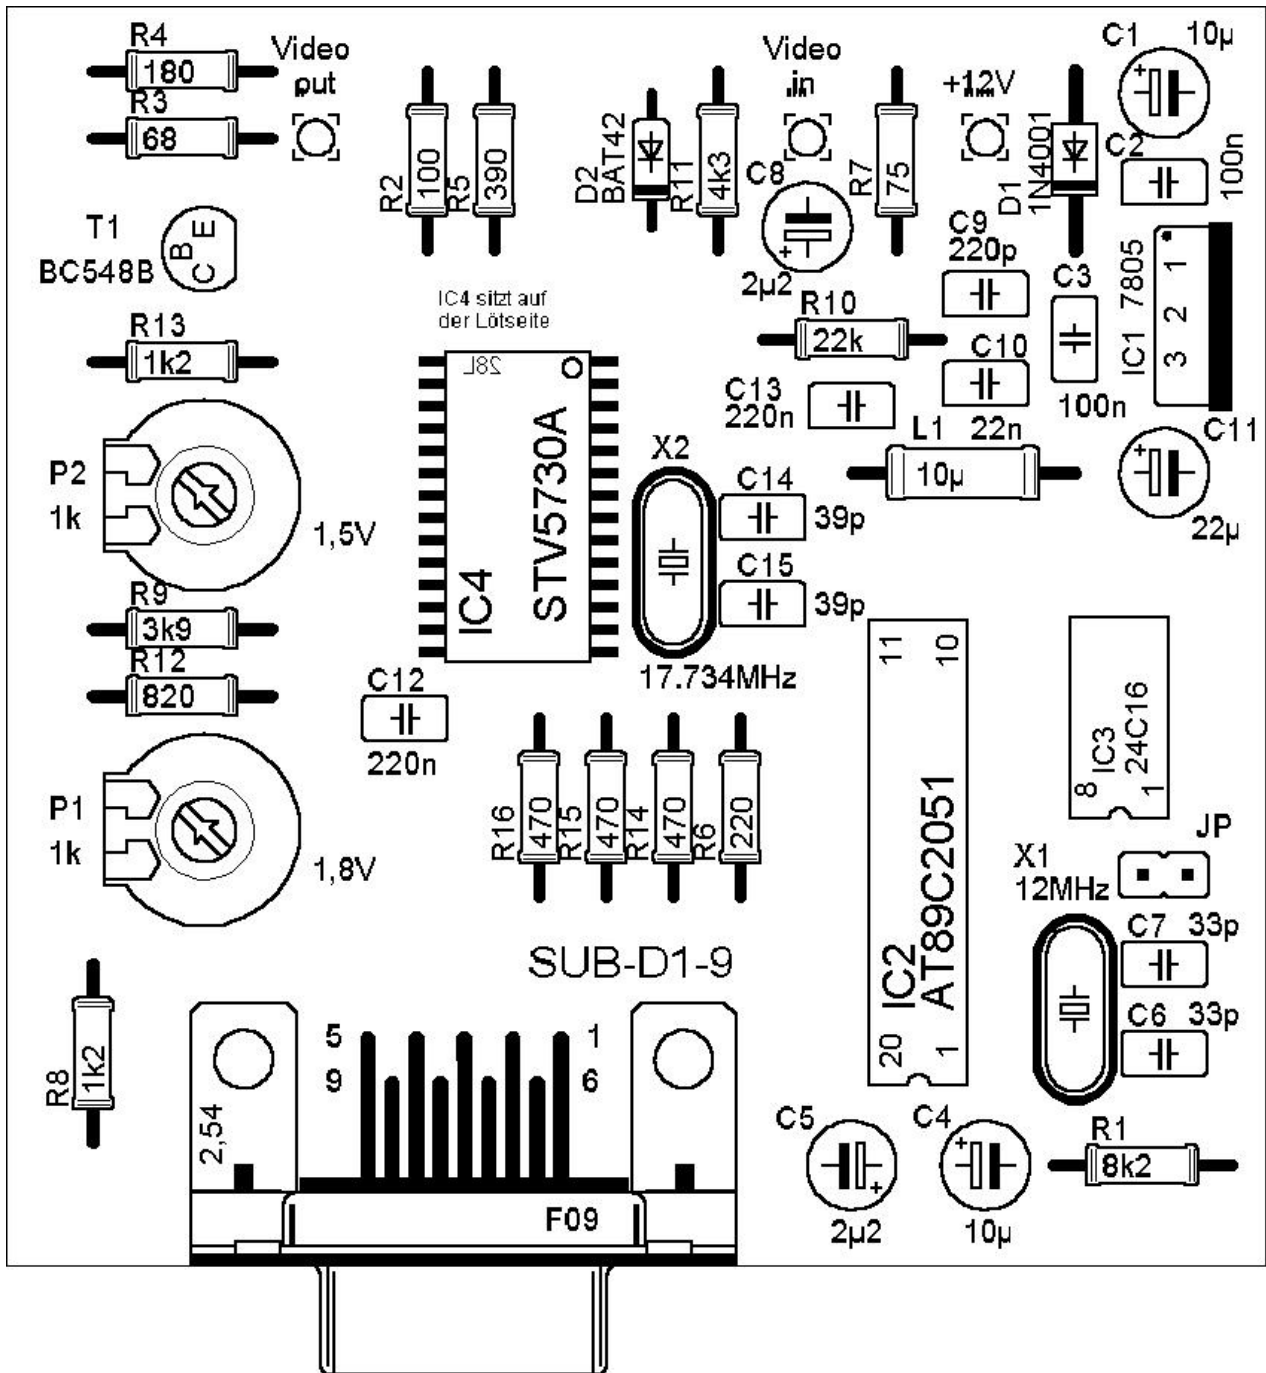 R4
180
R3
68
Video
out
R2
100
R5
390
D2
BAT42
R11
4k3
Video
in
C8
2µ2
R7
75
+12V
D1
1N4001
C1
10µ
C2
100n
T1
BC548B
B
E
C
C9
220p
C3
100n
IC1
7805
1
2
3
R13
1k2
IC4 sitzt auf
der Lötseite
28L
IC4
STV5730A
R10
22k
C10
22n
C13
220n
L1
10µ
C11
22µ
P2
1k
1,5V
X2
17.734MHz
C14
39p
C15
39p
R9
3k9
R12
820
C12
220n
P1
1k
1,8V
R16
470
R15
470
R14
470
R6
220
11
10
IC2
AT89C2051
20
1
IC3
24C16
8
1
JP
X1
12MHz
C7
33p
C6
33p
R8
1k2
SUB-D1-9
5
1
9
6
2,54
F09
C5
2µ2
C4
10µ
R1
8k2